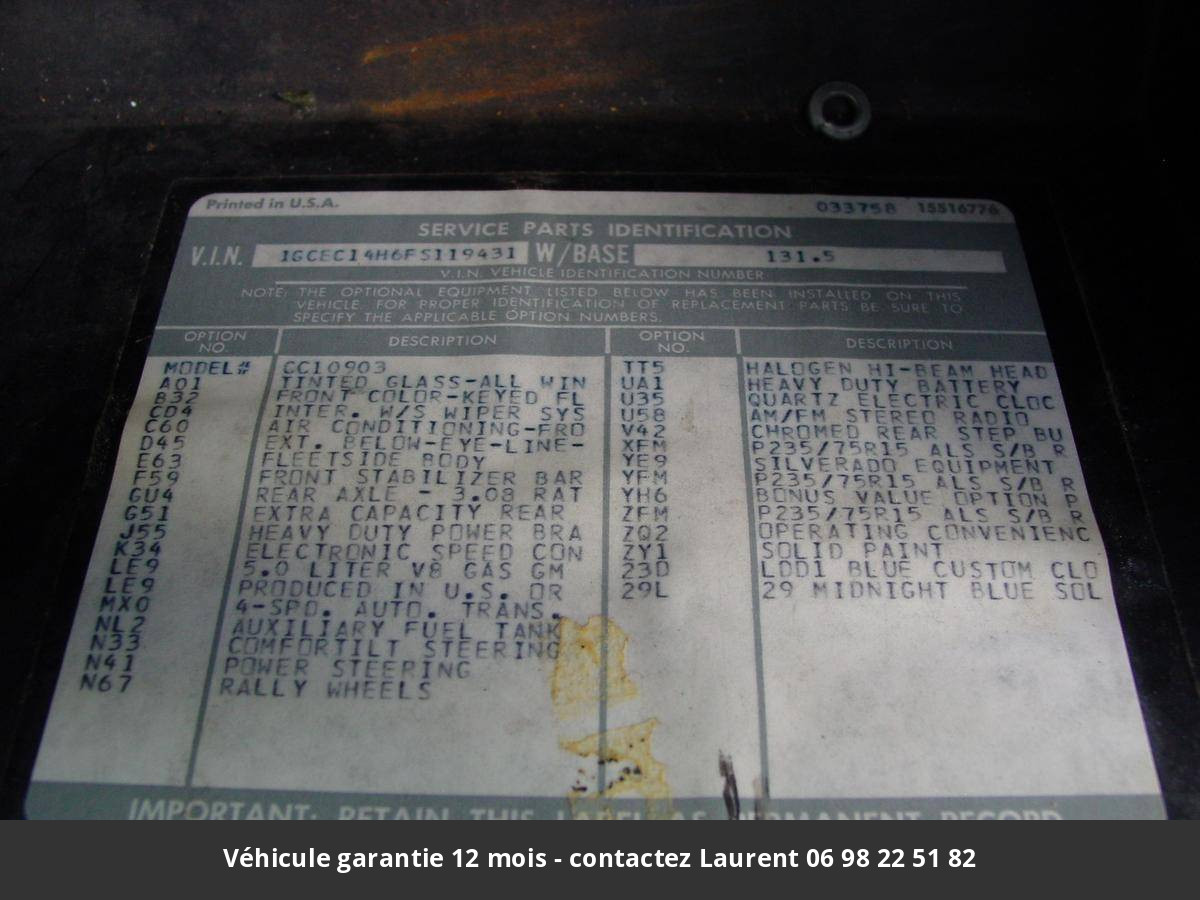 Printed in U.S.A. 033758 15516776
SERVICE PARTS IDENTIFICATION
V.I.N. 1GCEC14H6FS119431 W/BASE 131.5
V.I.N. VEHICLE IDENTIFICATION NUMBER
NOTE: THE OPTIONAL EQUIPMENT LISTED BELOW HAS BEEN INSTALLED ON THIS
VEHICLE. FOR PROPER IDENTIFICATION OF REPLACEMENT PARTS BE SURE TO
SPECIFY THE APPLICABLE OPTION NUMBERS.
OPTION NO. DESCRIPTION OPTION NO. DESCRIPTION
MODEL# CC10903
A01 TINTED GLASS-ALL WIN
B32 FRONT COLOR-KEYED FL
CD4 INTER. W/S WIPER SYS
C60 AIR CONDITIONING-FRO
D45 EXT. BELOW-EYE-LINE-
E63 FLEETSIDE BODY
F59 FRONT STABILIZER BAR
GU4 REAR AXLE - 3.08 RAT
G51 EXTRA CAPACITY REAR
J55 HEAVY DUTY POWER BRA
K34 ELECTRONIC SPEED CON
LE9 5.0 LITER V8 GAS GM
LE9 PRODUCED IN U.S. OR
MX0 4-SPD. AUTO. TRANS.
NL2 AUXILIARY FUEL TANK
N33 COMFORTILT STEERING
N41 POWER STEERING
N67 RALLY WHEELS
TT5 HALOGEN HI-BEAM HEAD
UA1 HEAVY DUTY BATTERY
U35 QUARTZ ELECTRIC CLOC
U58 AM/FM STEREO RADIO
V42 CHROMED REAR STEP BU
XFM P235/75R15 ALS S/B R
YE9 SILVERADO EQUIPMENT
YFM P235/75R15 ALS S/B R
YH6 BONUS VALUE OPTION P
ZFM P235/75R15 ALS S/B R
ZQ2 OPERATING CONVENIENC
ZY1 SOLID PAINT
23D LDD1 BLUE CUSTOM CLO
29L 29 MIDNIGHT BLUE SOL
IMPORTANT: RETAIN THIS LABEL AS PERMANENT RECORD
Véhicule garantie 12 mois - contactez Laurent 06 98 22 51 82